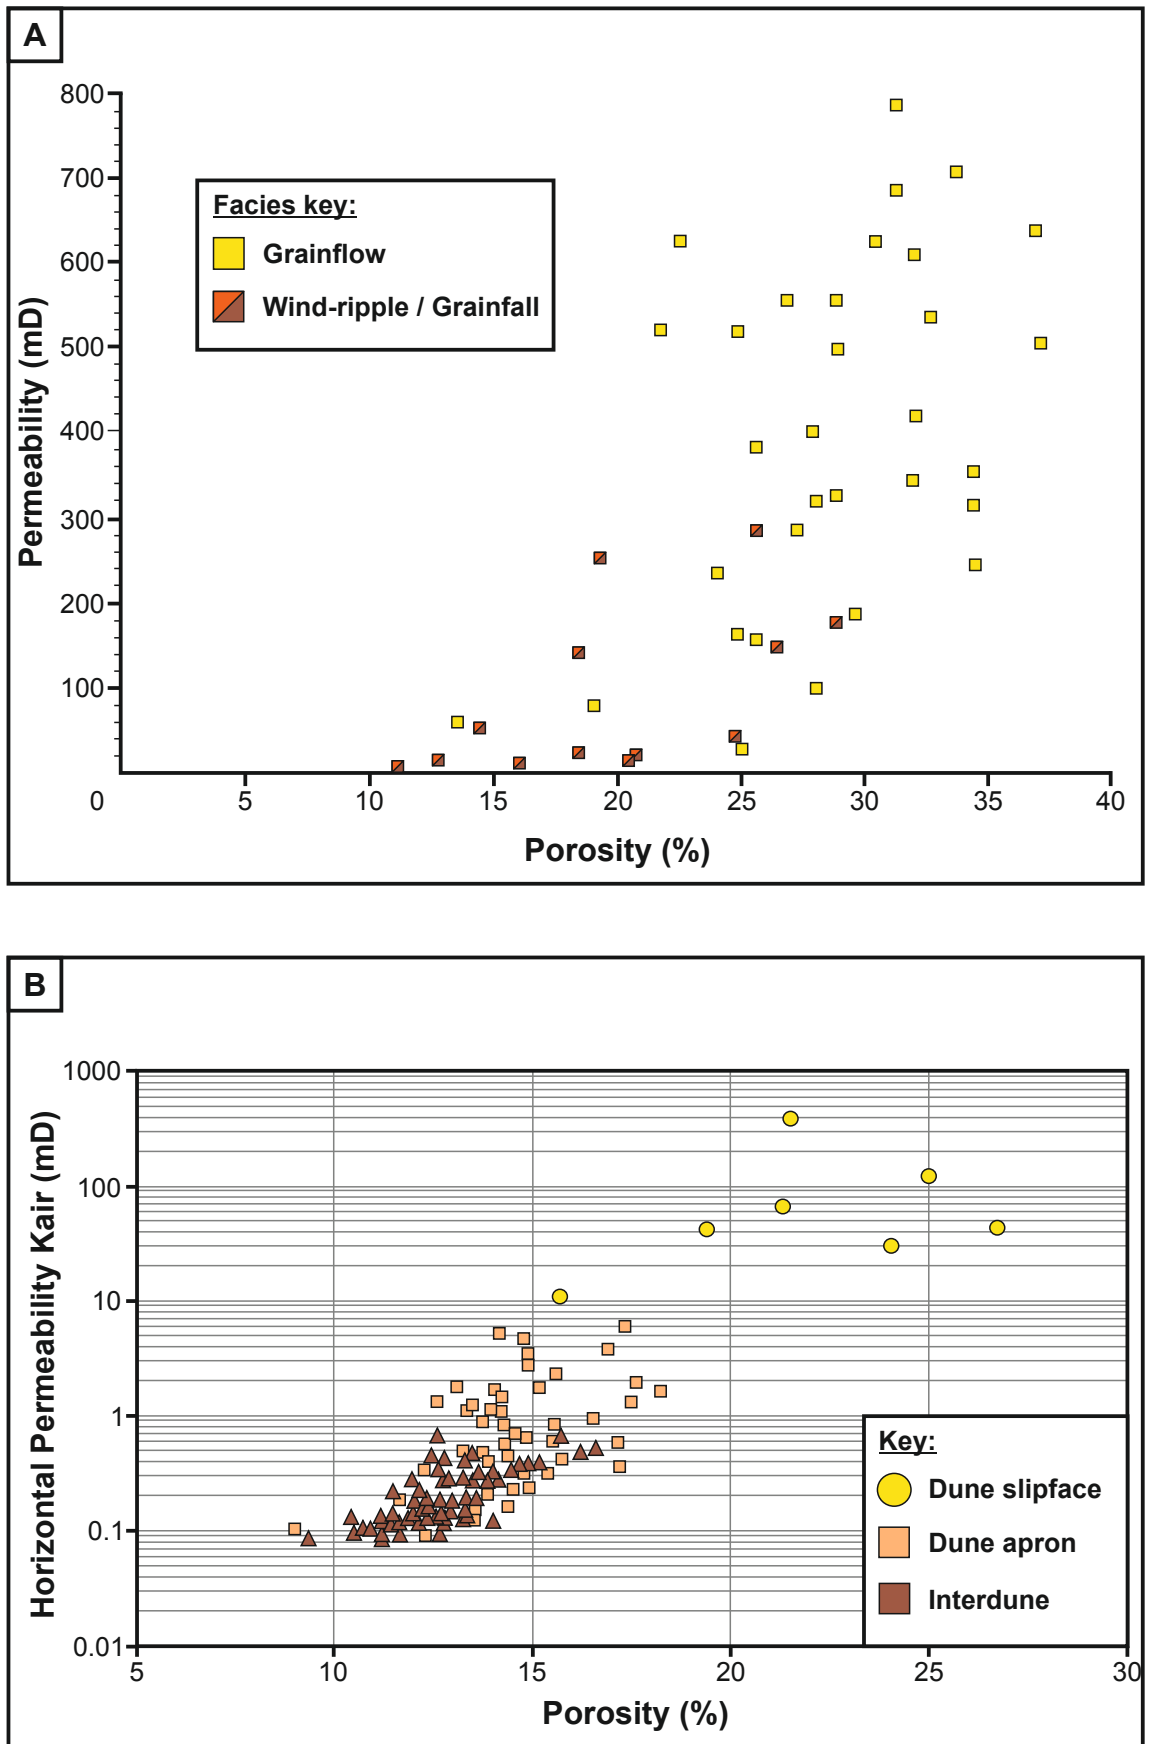 A
800
700
600
500
400
300
200
100
0
5
10
15
20
25
30
35
40
Permeability (mD)
Porosity (%)
Facies key:
Grainflow
Wind-ripple / Grainfall
B
1000
100
10
1
0.1
0.01
5
10
15
20
25
30
Horizontal Permeability Kair (mD)
Porosity (%)
Key:
Dune slipface
Dune apron
Interdune